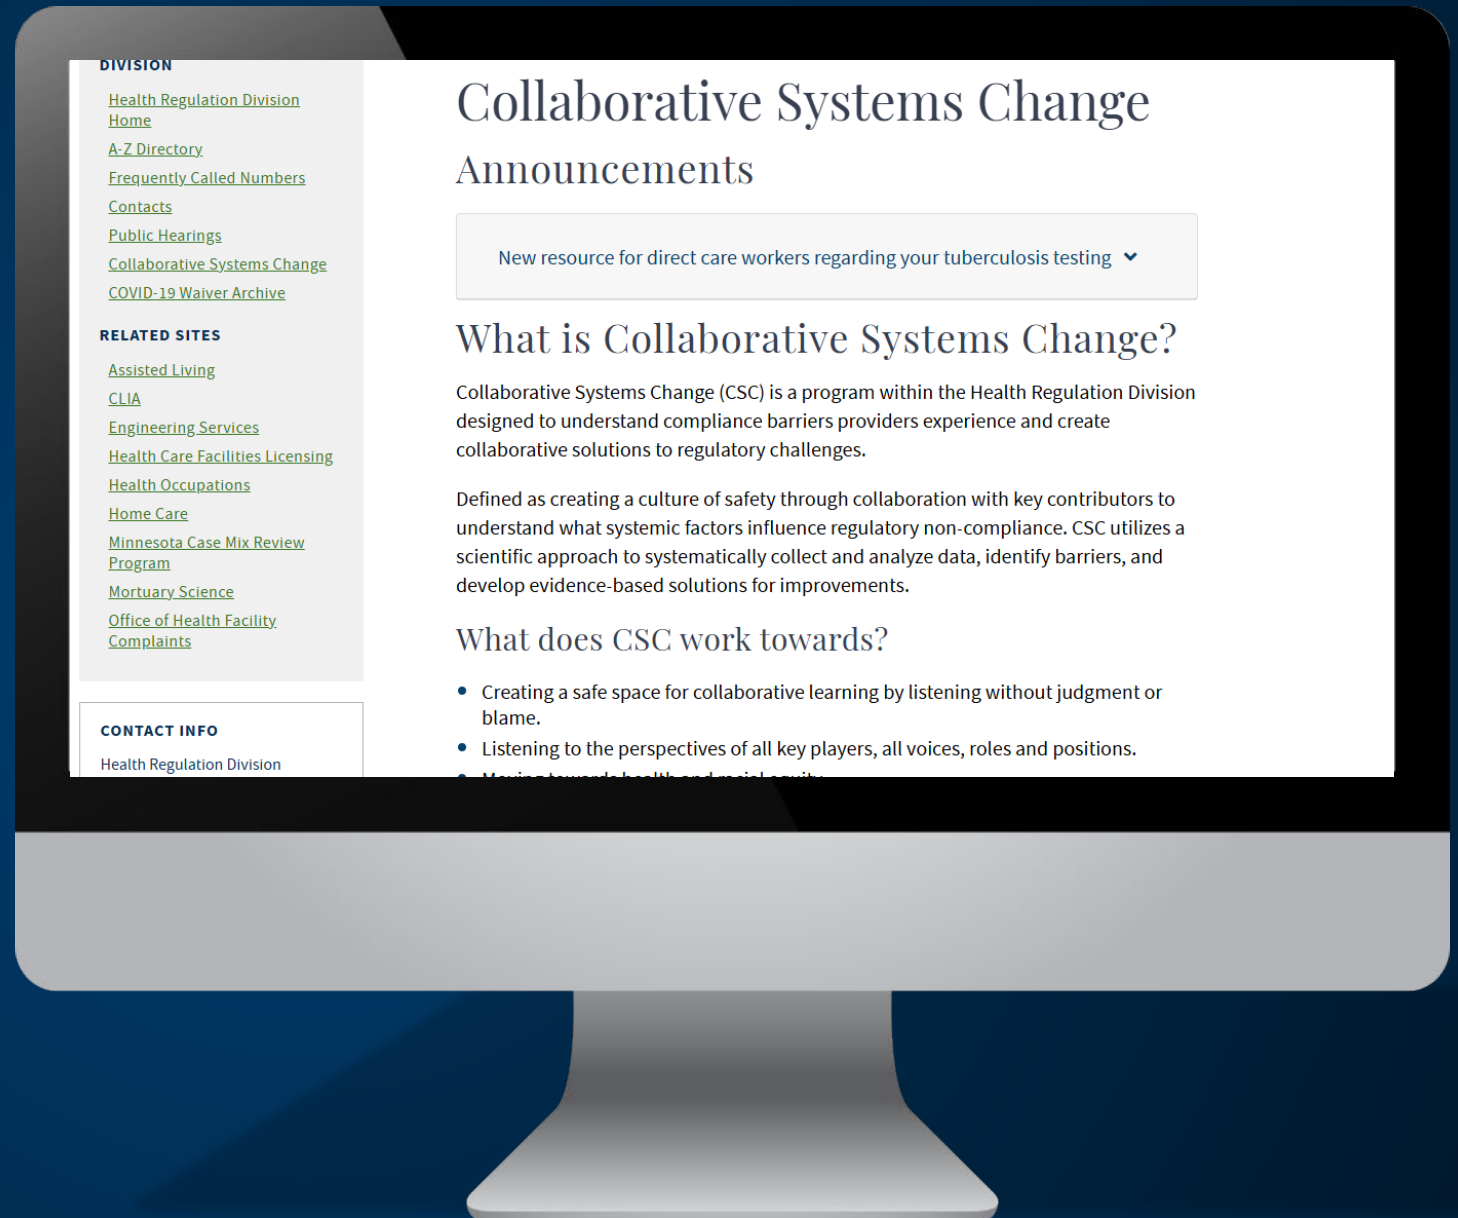 DIVISION
Health Regulation Division
Home
A-Z Directory
Frequently Called Numbers
Contacts
Public Hearings
Collaborative Systems Change
COVID-19 Waiver Archive
RELATED SITES
Assisted Living
CLIA
Engineering Services
Health Care Facilities Licensing
Health Occupations
Home Care
Minnesota Case Mix Review
Program
Mortuary Science
Office of Health Facility
Complaints
CONTACT INFO
Health Regulation Division
Collaborative Systems Change
Announcements
New resource for direct care workers regarding your tuberculosis testing
What is Collaborative Systems Change?
Collaborative Systems Change (CSC) is a program within the Health Regulation Division
designed to understand compliance barriers providers experience and create
collaborative solutions to regulatory challenges.
Defined as creating a culture of safety through collaboration with key contributors to
understand what systemic factors influence regulatory non-compliance. CSC utilizes a
scientific approach to systematically collect and analyze data, identify barriers, and
develop evidence-based solutions for improvements.
What does CSC work towards?
• Creating a safe space for collaborative learning by listening without judgment or
blame.
• Listening to the perspectives of all key players, all voices, roles and positions.
• Moving towards health and racial equity.